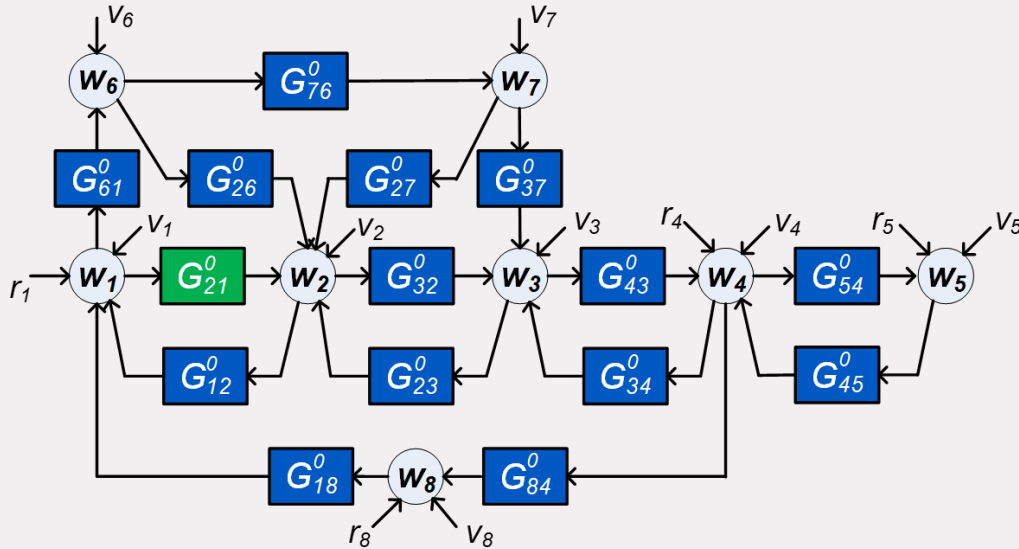 v6 v7
w6 G⁰76 w7
G⁰61 G⁰26 G⁰27 G⁰37
v1 v2 v3 r4 v4 r5 v5
r1 w1 G⁰21 w2 G⁰32 w3 G⁰43 w4 G⁰54 w5
G⁰12 G⁰23 G⁰34 G⁰45
G⁰18 w8 G⁰84
r8 v8